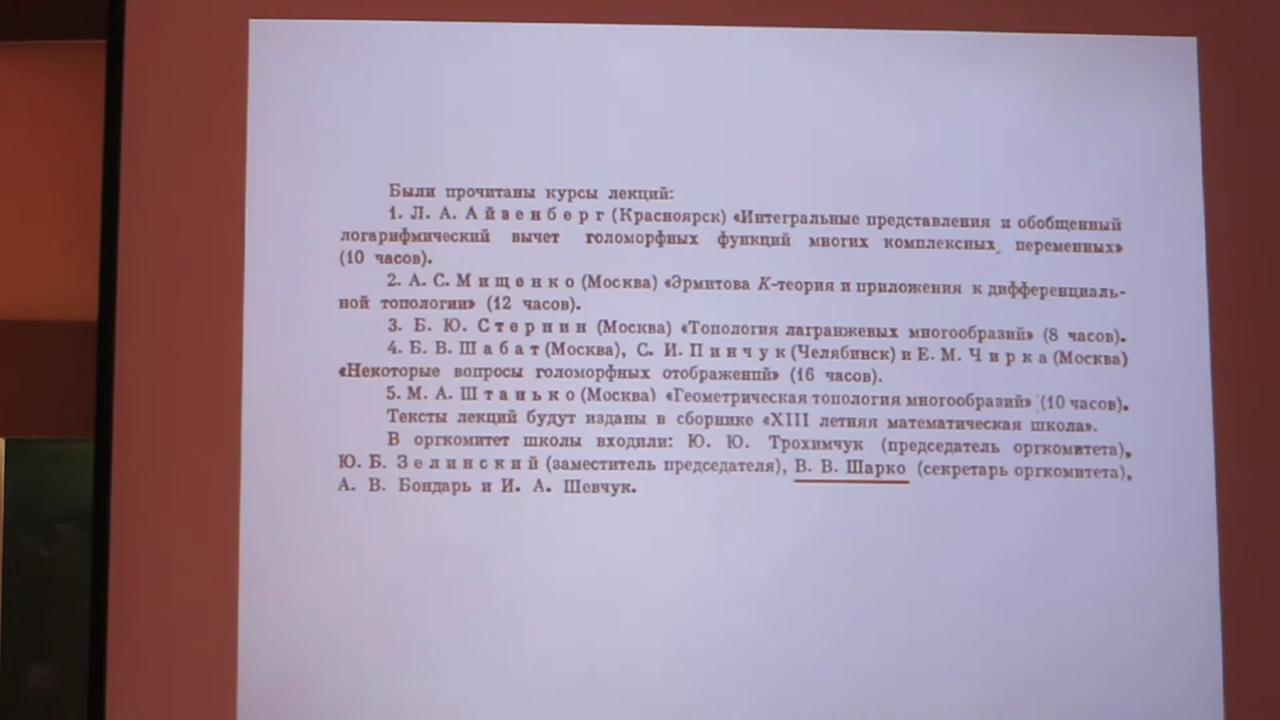 Были прочитаны курсы лекций:
1. Л. А. Айзенберг (Красноярск) «Интегральные представления и обобщенный
логарифмический вычет голоморфных функций многих комплексных переменных»
(10 часов).
2. А. С. Мищенко (Москва) «Эрмитова K-теория и приложения к дифференциаль-
ной топологии» (12 часов).
3. Б. Ю. Стернин (Москва) «Топология лагранжевых многообразий» (8 часов).
4. Б. В. Шабат (Москва), С. И. Пинчук (Челябинск) и Е. М. Чирка (Москва)
«Некоторые вопросы голоморфных отображений» (16 часов).
5. М. А. Штанько (Москва) «Геометрическая топология многообразий» (10 часов).
Тексты лекций будут изданы в сборнике «XIII летняя математическая школа».
В оргкомитет школы входили: Ю. Ю. Трохимчук (председатель оргкомитета),
Ю. Б. Зелинский (заместитель председателя), В. В. Шарко (секретарь оргкомитета),
А. В. Бондарь и И. А. Шевчук.